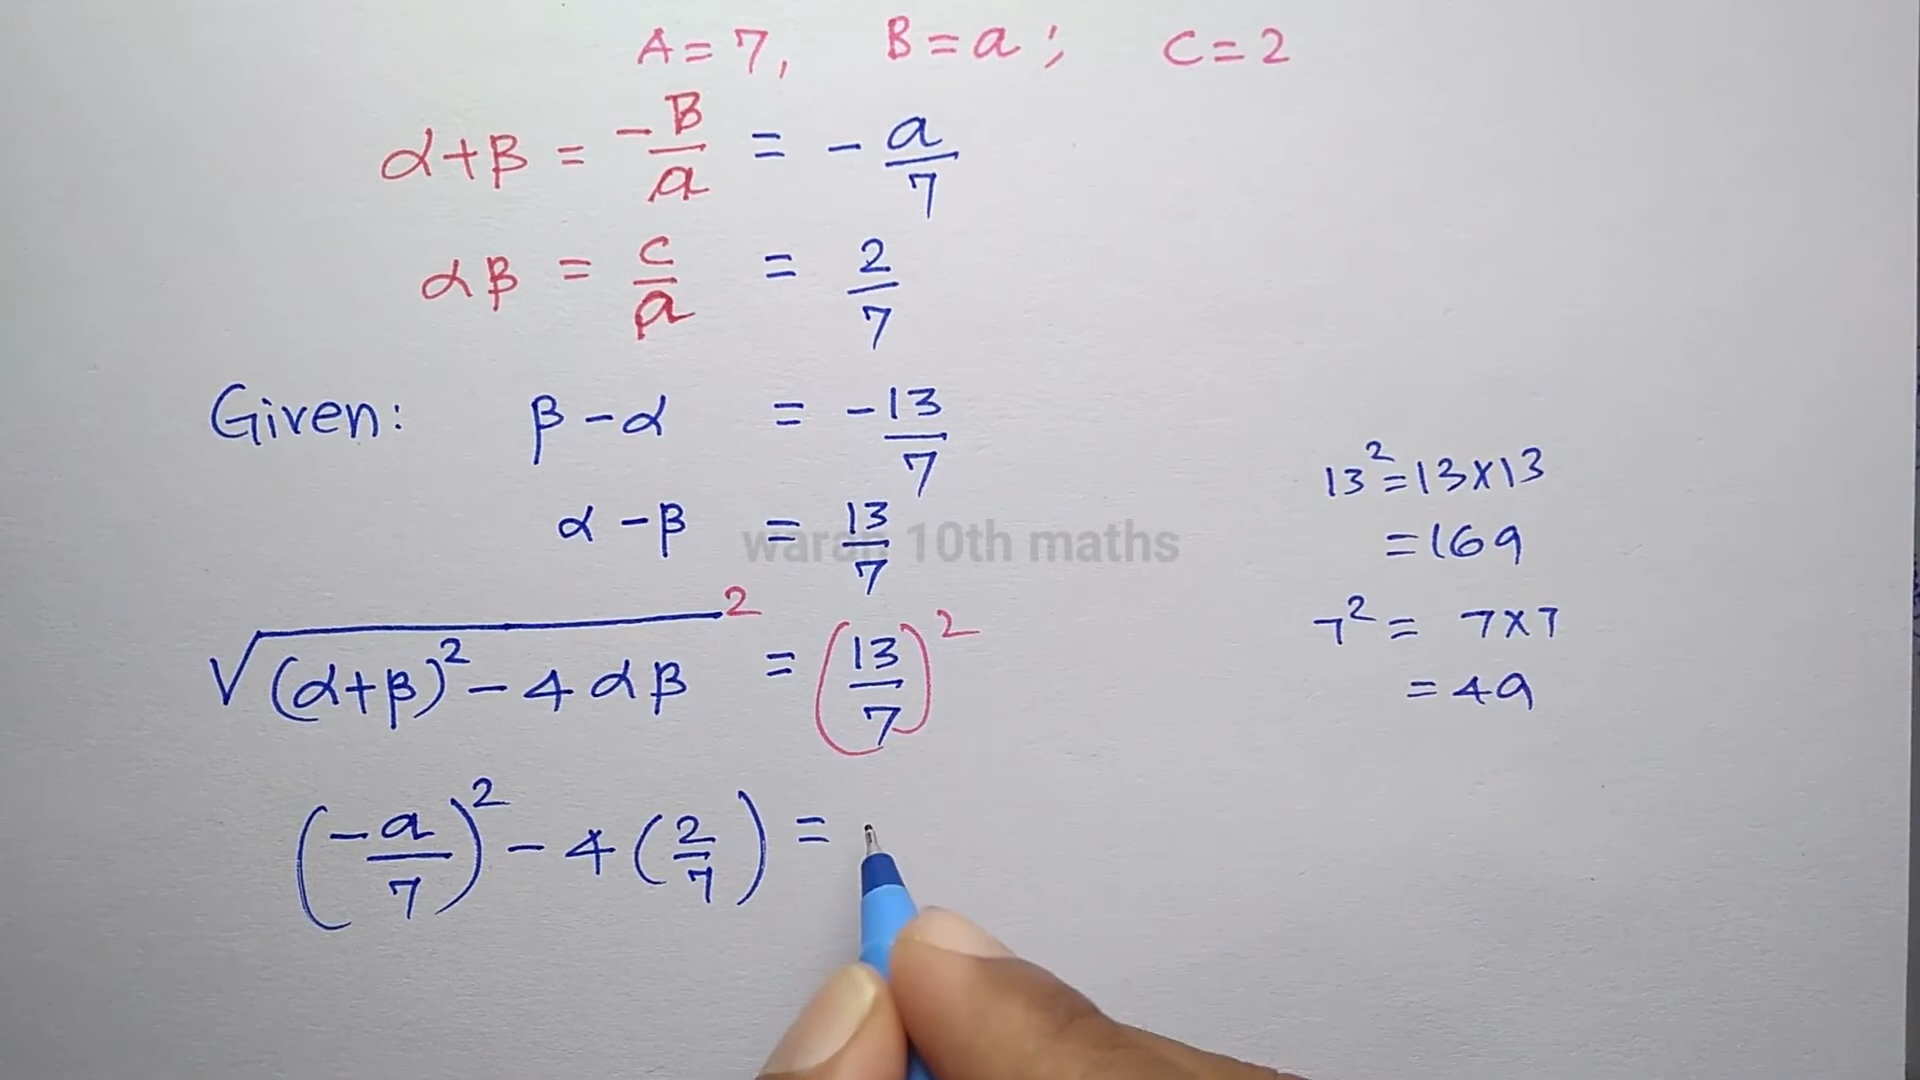 A = 7, B = a ; C = 2
α+β = -B/a = - a/7
αβ = c/a = 2/7
Given: β - α = -13/7
α - β = 13/7
waran 10th maths
√(α+β)² - 4αβ ² = (13/7)²
(-a/7)² - 4(2/7) =
13² = 13×13
= 169
7² = 7×7
= 49